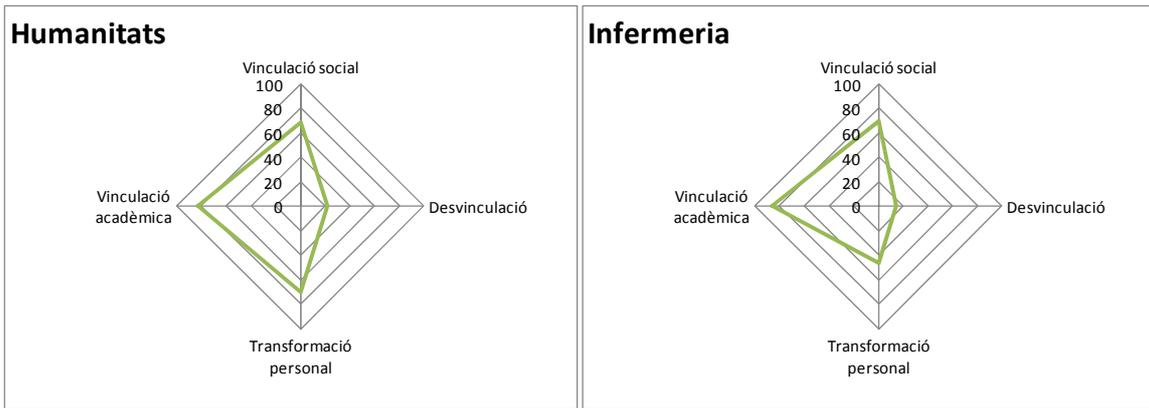 Humanitats
Vinculació social
100
80
60
40
20
0
Vinculació
acadèmica
Desvinculació
Transformació
personal
Infermeria
Vinculació social
100
80
60
40
20
0
Vinculació
acadèmica
Desvinculació
Transformació
personal